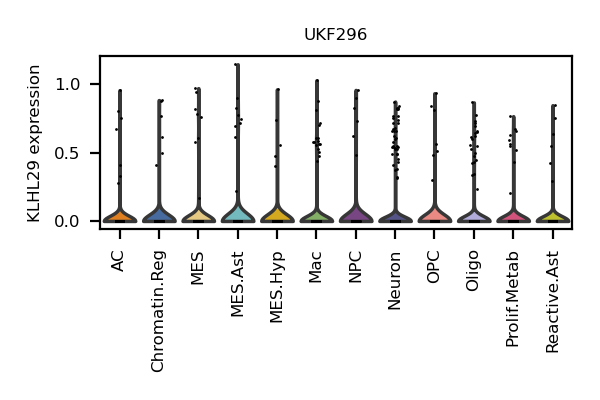 UKF296
KLHL29 expression
1.0
0.5
0.0
AC
Chromatin.Reg
MES
MES.Ast
MES.Hyp
Mac
NPC
Neuron
OPC
Oligo
Prolif.Metab
Reactive.Ast